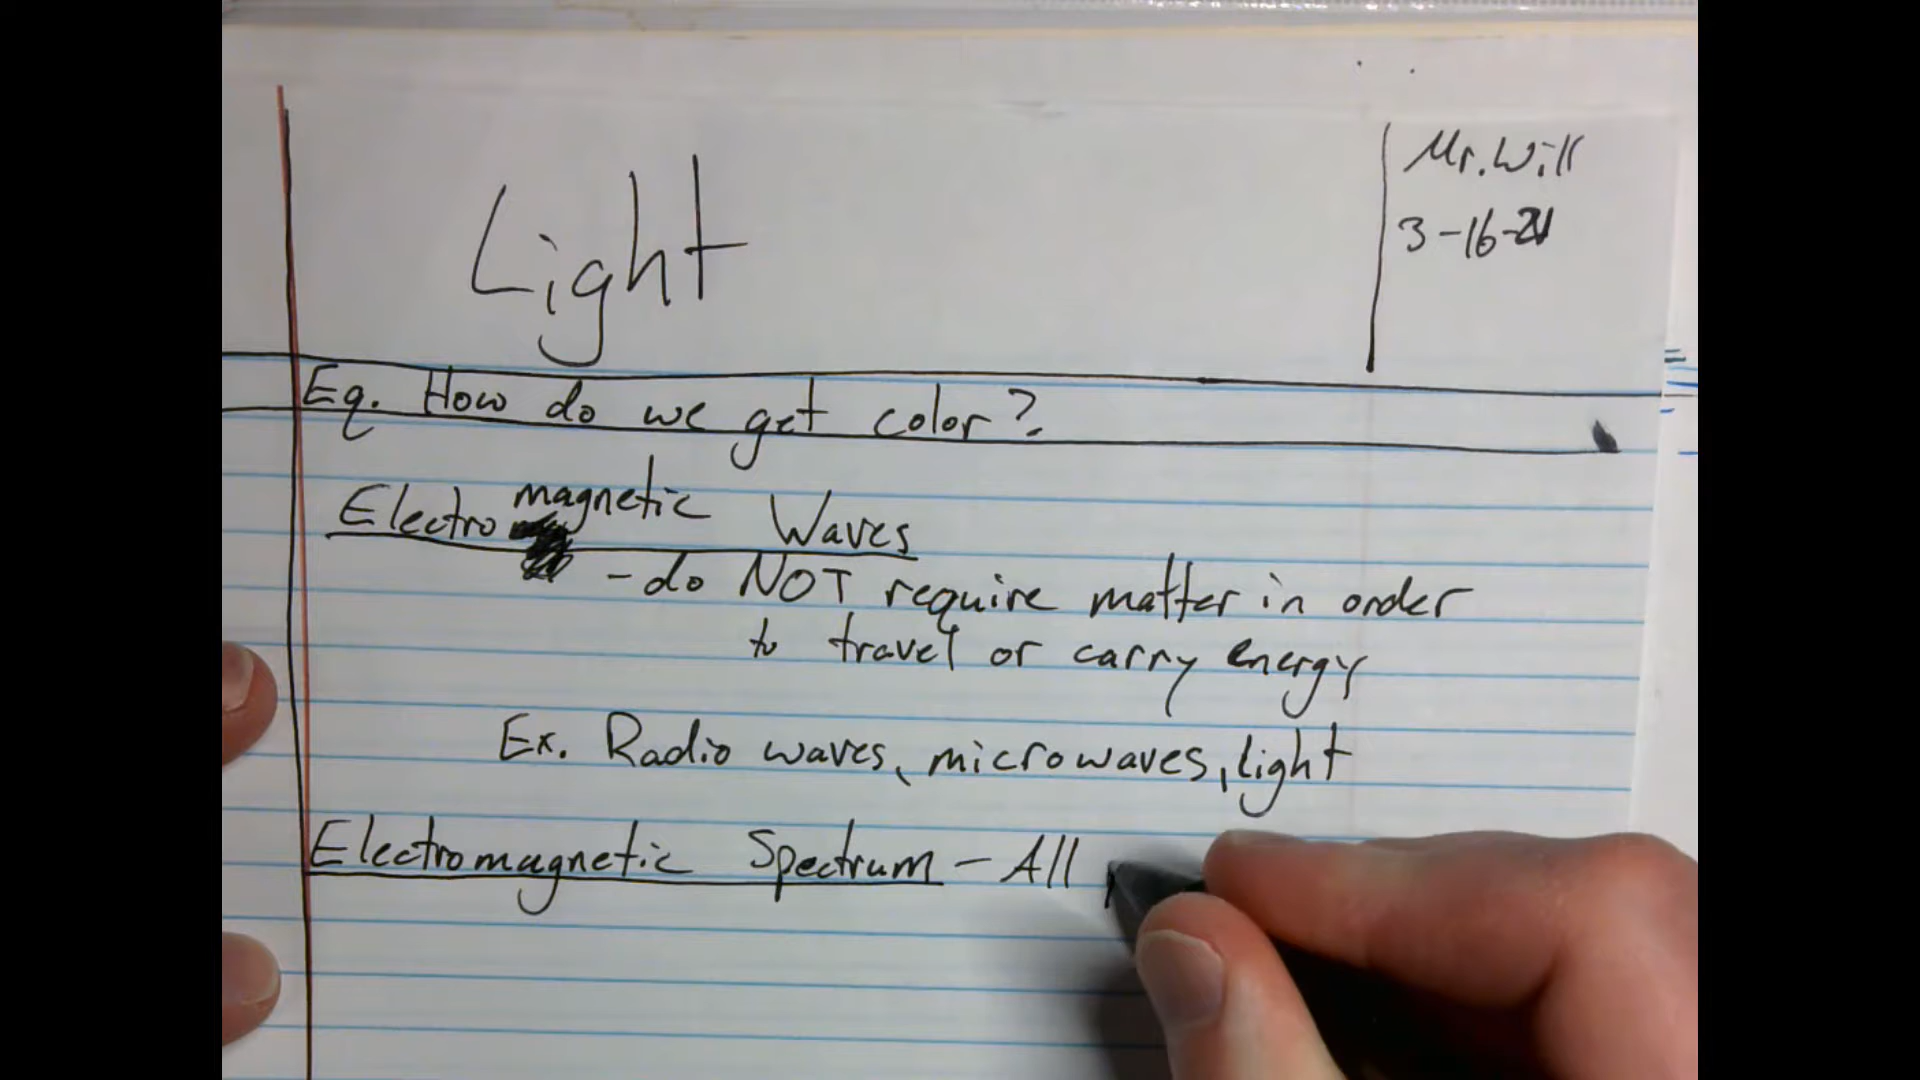 Mr. Will
3-16-21
Light
Eq. How do we get color?
Electromagnetic Waves
-do NOT require matter in order
to travel or carry energy
Ex. Radio waves, microwaves, light
Electromagnetic Spectrum - All